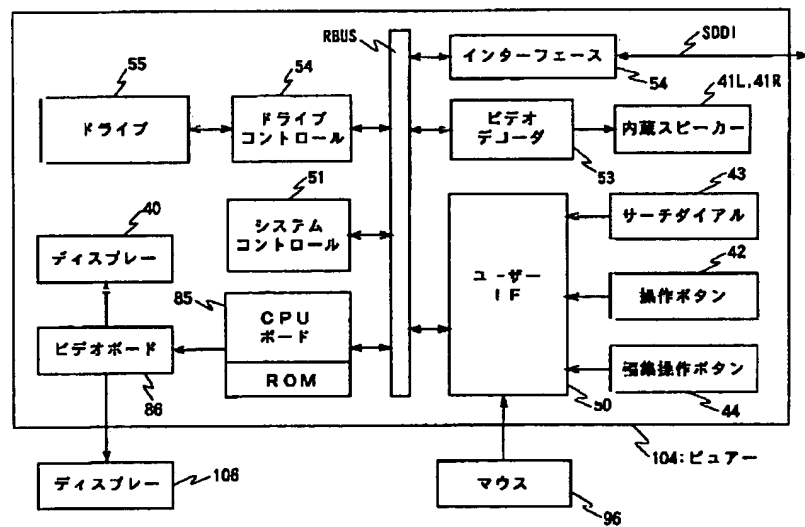 RBUS
SDDI
インターフェース
54
55
ドライブ
54
ドライブ
コントロール
ビデオ
デコーダ
53
41L,41R
内蔵スピーカー
51
システム
コントロール
43
サーチダイアル
40
ディスプレー
ユーザー
IF
42
操作ボタン
85
CPU
ボード
ROM
ビデオボード
86
編集操作ボタン
44
50
104:ビュアー
ディスプレー
106
マウス
96